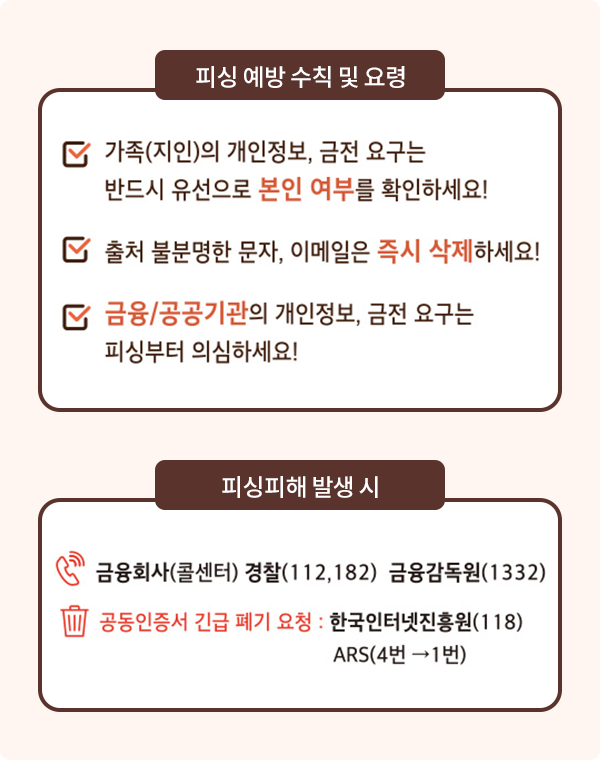 피싱 예방 수칙 및 요령
가족(지인)의 개인정보, 금전 요구는
반드시 유선으로 본인 여부를 확인하세요!
출처 불분명한 문자, 이메일은 즉시 삭제하세요!
금융/공공기관의 개인정보, 금전 요구는
피싱부터 의심하세요!
피싱피해 발생 시
금융회사(콜센터) 경찰(112,182) 금융감독원(1332)
공동인증서 긴급 폐기 요청 : 한국인터넷진흥원(118)
ARS(4번 →1번)